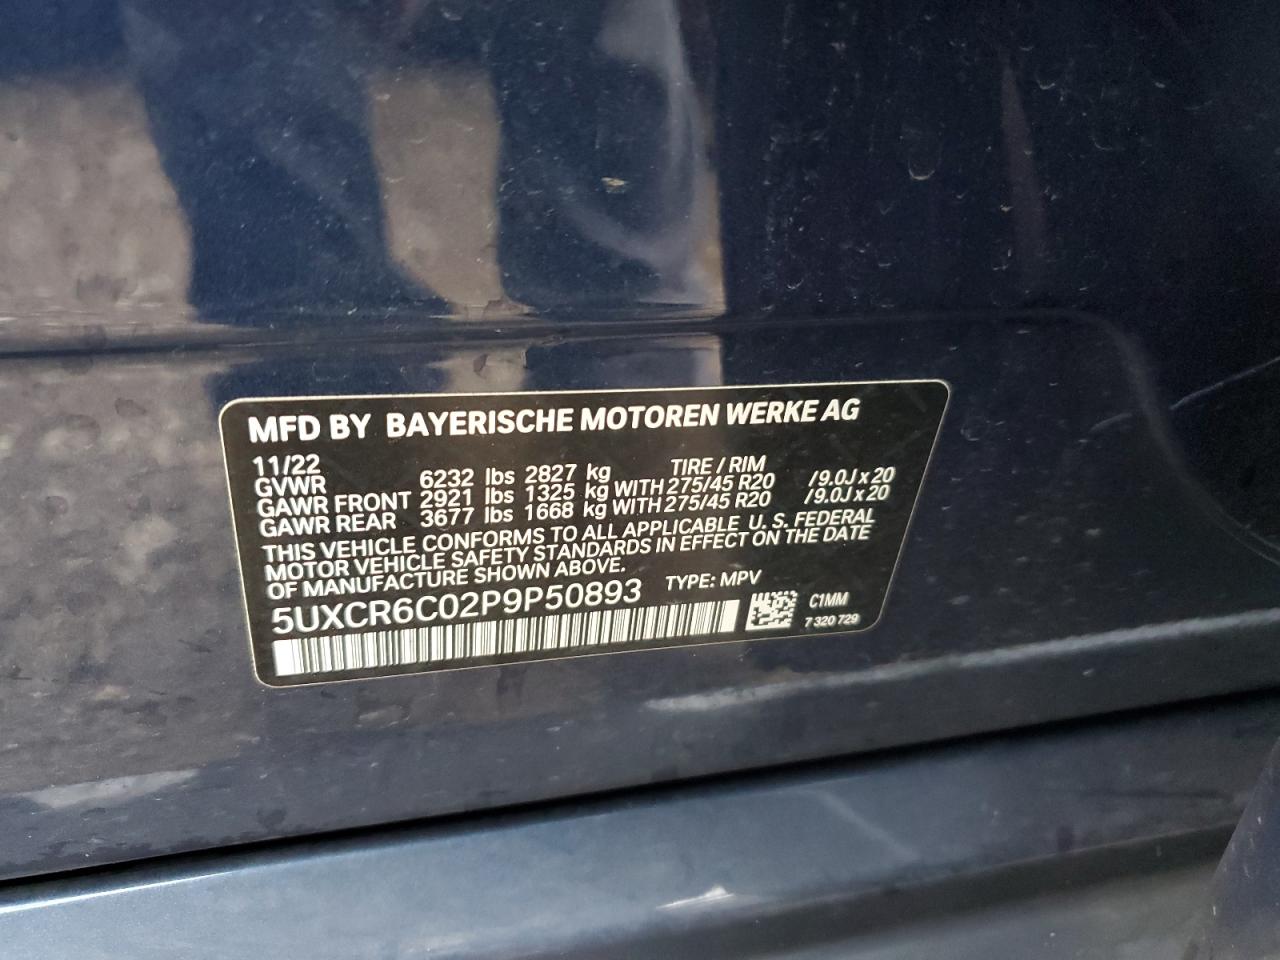 MFD BY BAYERISCHE MOTOREN WERKE AG
11/22
GVWR 6232 lbs 2827 kg TIRE / RIM
GAWR FRONT 2921 lbs 1325 kg WITH 275/45 R20 /9.0J x 20
GAWR REAR 3677 lbs 1668 kg WITH 275/45 R20 /9.0J x 20
THIS VEHICLE CONFORMS TO ALL APPLICABLE U. S. FEDERAL
MOTOR VEHICLE SAFETY STANDARDS IN EFFECT ON THE DATE
OF MANUFACTURE SHOWN ABOVE.
5UXCR6C02P9P50893 TYPE: MPV
C1MM
7 320 729